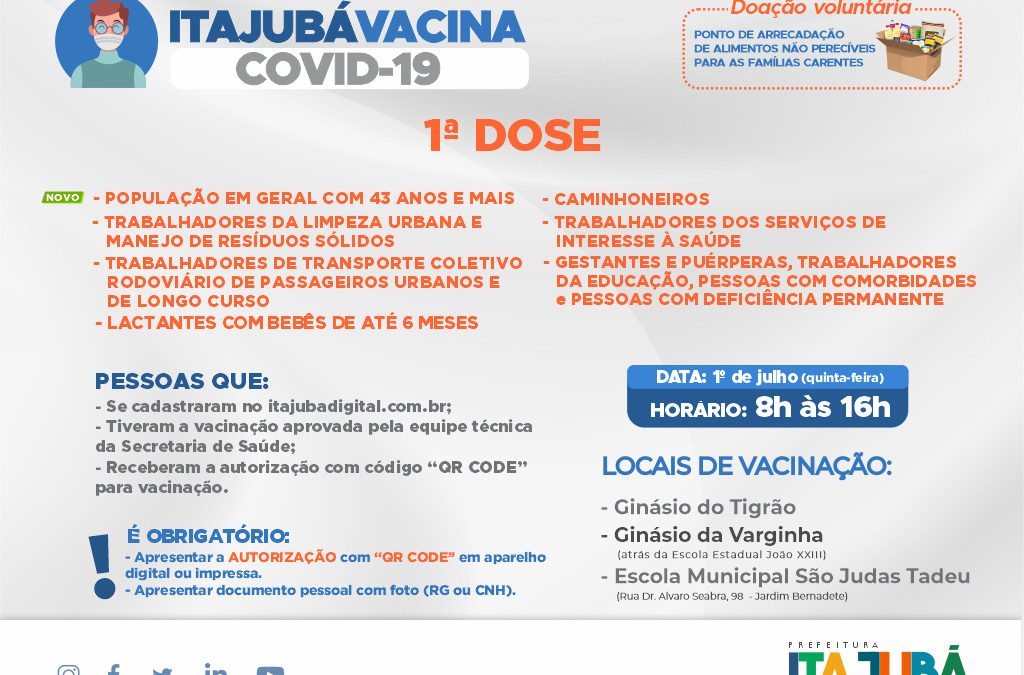 ITAJUBÁVACINA
COVID-19
Doação voluntária
PONTO DE ARRECADAÇÃO
DE ALIMENTOS NÃO PERECÍVEIS
PARA AS FAMÍLIAS CARENTES
1ª DOSE
NOVO - POPULAÇÃO EM GERAL COM 43 ANOS E MAIS
- TRABALHADORES DA LIMPEZA URBANA E
MANEJO DE RESÍDUOS SÓLIDOS
- TRABALHADORES DE TRANSPORTE COLETIVO
RODOVIÁRIO DE PASSAGEIROS URBANOS E
DE LONGO CURSO
- LACTANTES COM BEBÊS DE ATÉ 6 MESES
- CAMINHONEIROS
- TRABALHADORES DOS SERVIÇOS DE
INTERESSE À SAÚDE
- GESTANTES E PUÉRPERAS, TRABALHADORES
DA EDUCAÇÃO, PESSOAS COM COMORBIDADES
e PESSOAS COM DEFICIÊNCIA PERMANENTE
PESSOAS QUE:
- Se cadastraram no itajubadigital.com.br;
- Tiveram a vacinação aprovada pela equipe técnica
da Secretaria de Saúde;
- Receberam a autorização com código “QR CODE”
para vacinação.
! É OBRIGATÓRIO:
- Apresentar a AUTORIZAÇÃO com “QR CODE” em aparelho
digital ou impressa.
- Apresentar documento pessoal com foto (RG ou CNH).
DATA: 1º de julho (quinta-feira)
HORÁRIO: 8h às 16h
LOCAIS DE VACINAÇÃO:
- Ginásio do Tigrão
- Ginásio da Varginha
(atrás da Escola Estadual João XXIII)
- Escola Municipal São Judas Tadeu
(Rua Dr. Alvaro Seabra, 98 - Jardim Bernadete)
PREFEITURA
ITAJUBÁ